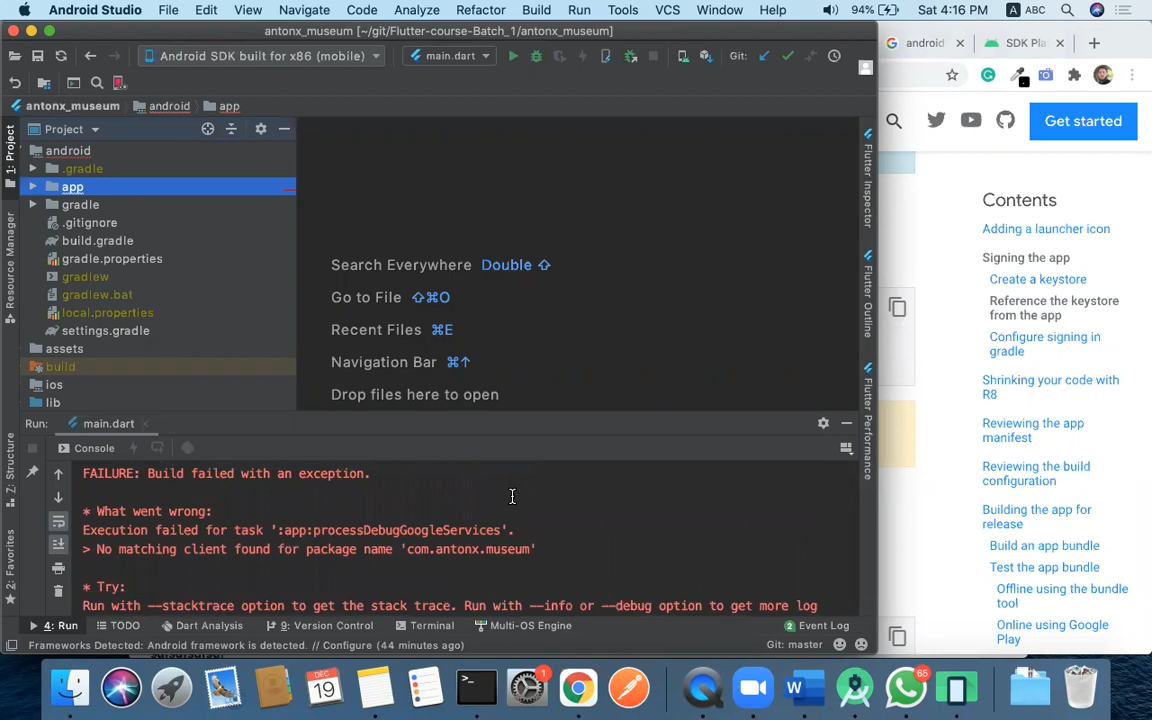 Android Studio File Edit View Navigate Code Analyze Refactor Build Run Tools VCS Window Help 94% Sat 4:16 PM A ABC
antonx_museum [~/git/Flutter-course-Batch_1/antonx_museum]
Android SDK built for x86 (mobile) main.dart Git:
android SDK Pla
antonx_museum android app
Get started
1: Project
Resource Manager
Z: Structure
2: Favorites
Project
android
.gradle
app
gradle
.gitignore
build.gradle
gradle.properties
gradlew
gradlew.bat
local.properties
settings.gradle
assets
build
ios
lib
Search Everywhere Double ⇧
Go to File ⇧⌘O
Recent Files ⌘E
Navigation Bar ⌘↑
Drop files here to open
Flutter Inspector
Flutter Outline
Flutter Performance
Contents
Adding a launcher icon
Signing the app
Create a keystore
Reference the keystore
from the app
Configure signing in
gradle
Shrinking your code with
R8
Reviewing the app
manifest
Reviewing the build
configuration
Building the app for
release
Build an app bundle
Test the app bundle
Offline using the bundle
tool
Online using Google
Play
Run: main.dart
Console
FAILURE: Build failed with an exception.
* What went wrong:
Execution failed for task ':app:processDebugGoogleServices'.
> No matching client found for package name 'com.antonx.museum'
* Try:
Run with --stacktrace option to get the stack trace. Run with --info or --debug option to get more log
4: Run TODO Dart Analysis 9: Version Control Terminal Multi-OS Engine 2 Event Log
Frameworks Detected: Android framework is detected. // Configure (44 minutes ago) Git: master
DEC
19
1
W
65